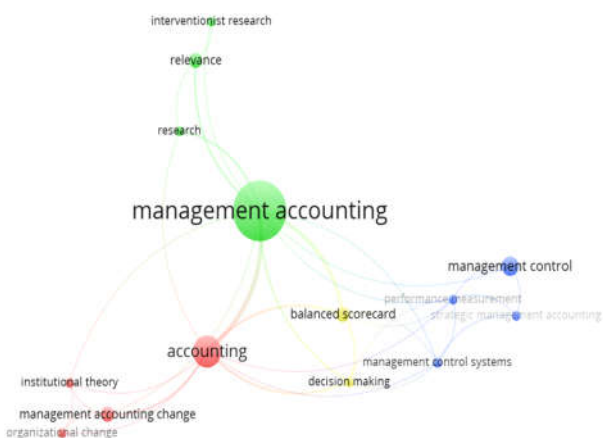 interventionist research
relevance
research
management accounting
management control
performance measurement
balanced scorecard
strategic management accounting
accounting
management control systems
institutional theory
decision making
management accounting change
organizational change